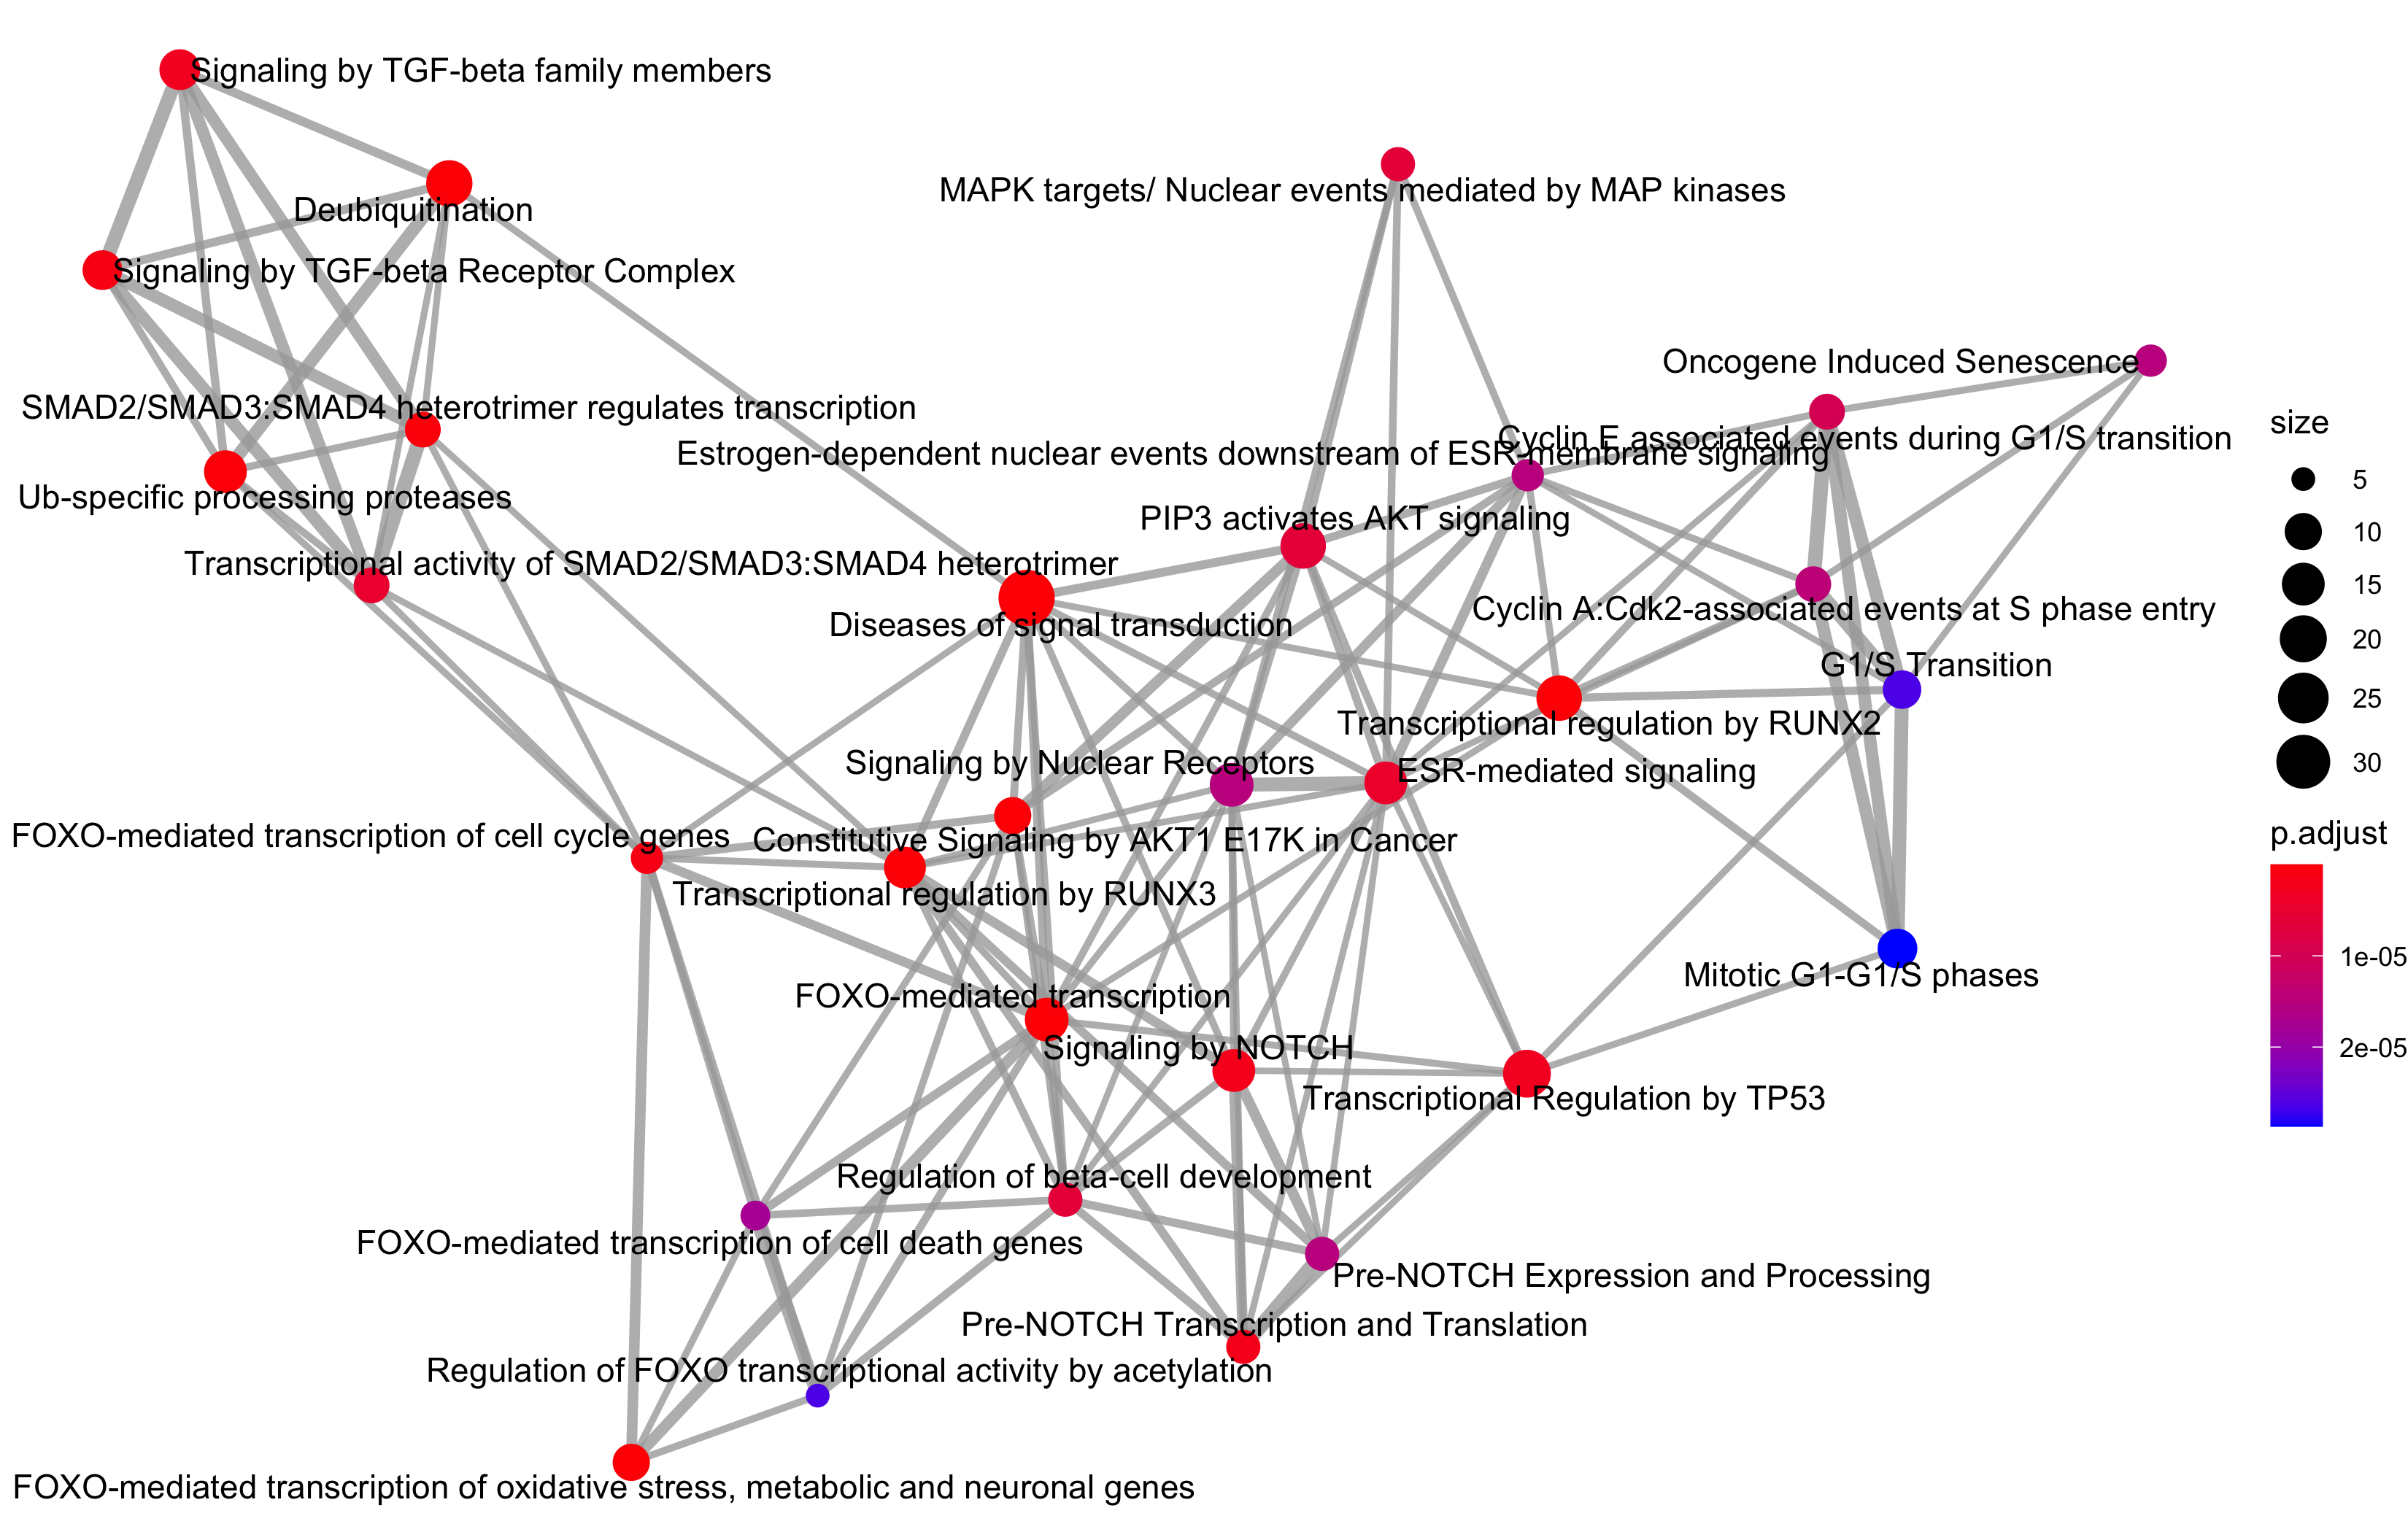 Signaling by TGF-beta family members
MAPK targets/ Nuclear events mediated by MAP kinases
Deubiquitination
Signaling by TGF-beta Receptor Complex
Oncogene Induced Senescence
SMAD2/SMAD3:SMAD4 heterotrimer regulates transcription
Cyclin E associated events during G1/S transition
Estrogen-dependent nuclear events downstream of ESR-membrane signaling
Ub-specific processing proteases
PIP3 activates AKT signaling
Transcriptional activity of SMAD2/SMAD3:SMAD4 heterotrimer
Cyclin A:Cdk2-associated events at S phase entry
Diseases of signal transduction
G1/S Transition
Transcriptional regulation by RUNX2
Signaling by Nuclear Receptors
ESR-mediated signaling
FOXO-mediated transcription of cell cycle genes
Constitutive Signaling by AKT1 E17K in Cancer
Transcriptional regulation by RUNX3
Mitotic G1-G1/S phases
FOXO-mediated transcription
Signaling by NOTCH
Transcriptional Regulation by TP53
Regulation of beta-cell development
FOXO-mediated transcription of cell death genes
Pre-NOTCH Expression and Processing
Pre-NOTCH Transcription and Translation
Regulation of FOXO transcriptional activity by acetylation
FOXO-mediated transcription of oxidative stress, metabolic and neuronal genes
size
5
10
15
20
25
30
p.adjust
1e-05
2e-05